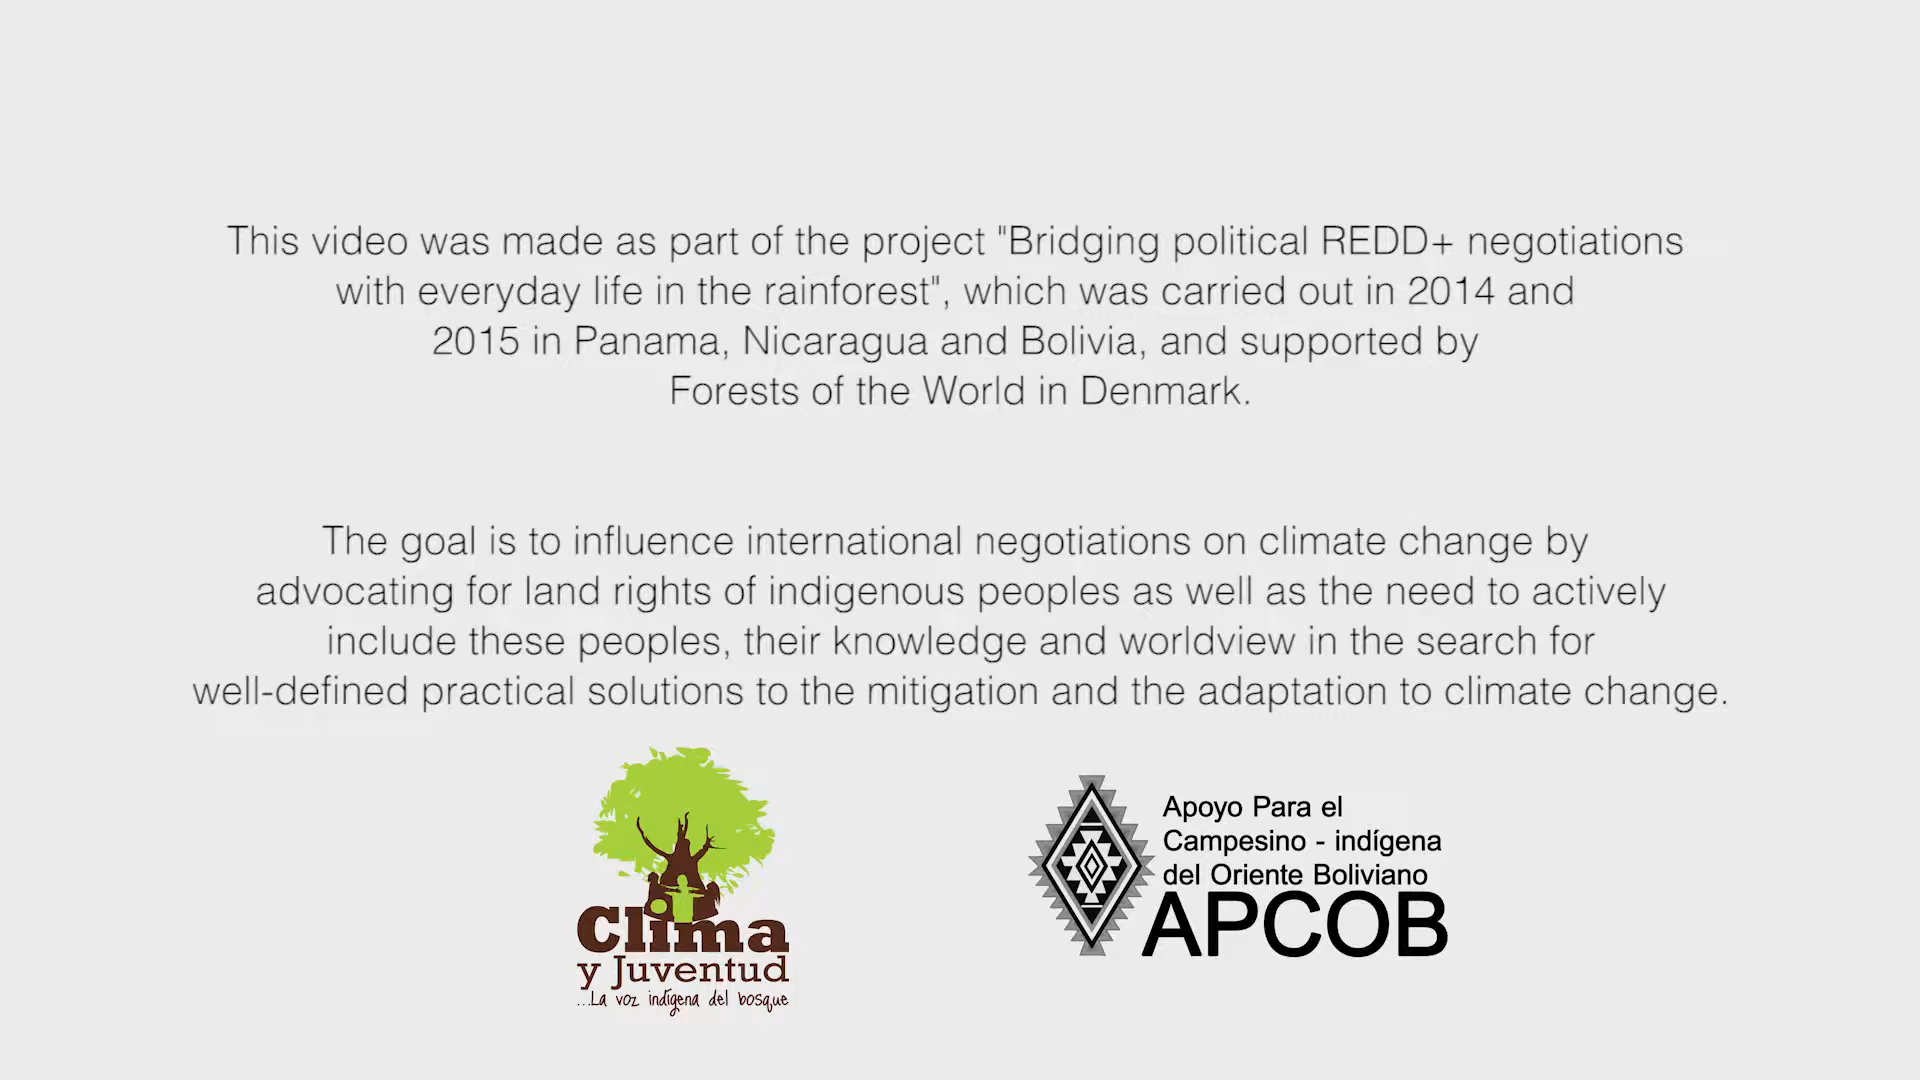 This video was made as part of the project "Bridging political REDD+ negotiations
with everyday life in the rainforest", which was carried out in 2014 and
2015 in Panama, Nicaragua and Bolivia, and supported by
Forests of the World in Denmark.
The goal is to influence international negotiations on climate change by
advocating for land rights of indigenous peoples as well as the need to actively
include these peoples, their knowledge and worldview in the search for
well-defined practical solutions to the mitigation and the adaptation to climate change.
Clima
y Juventud
...La voz indígena del bosque
Apoyo Para el
Campesino - indígena
del Oriente Boliviano
APCOB